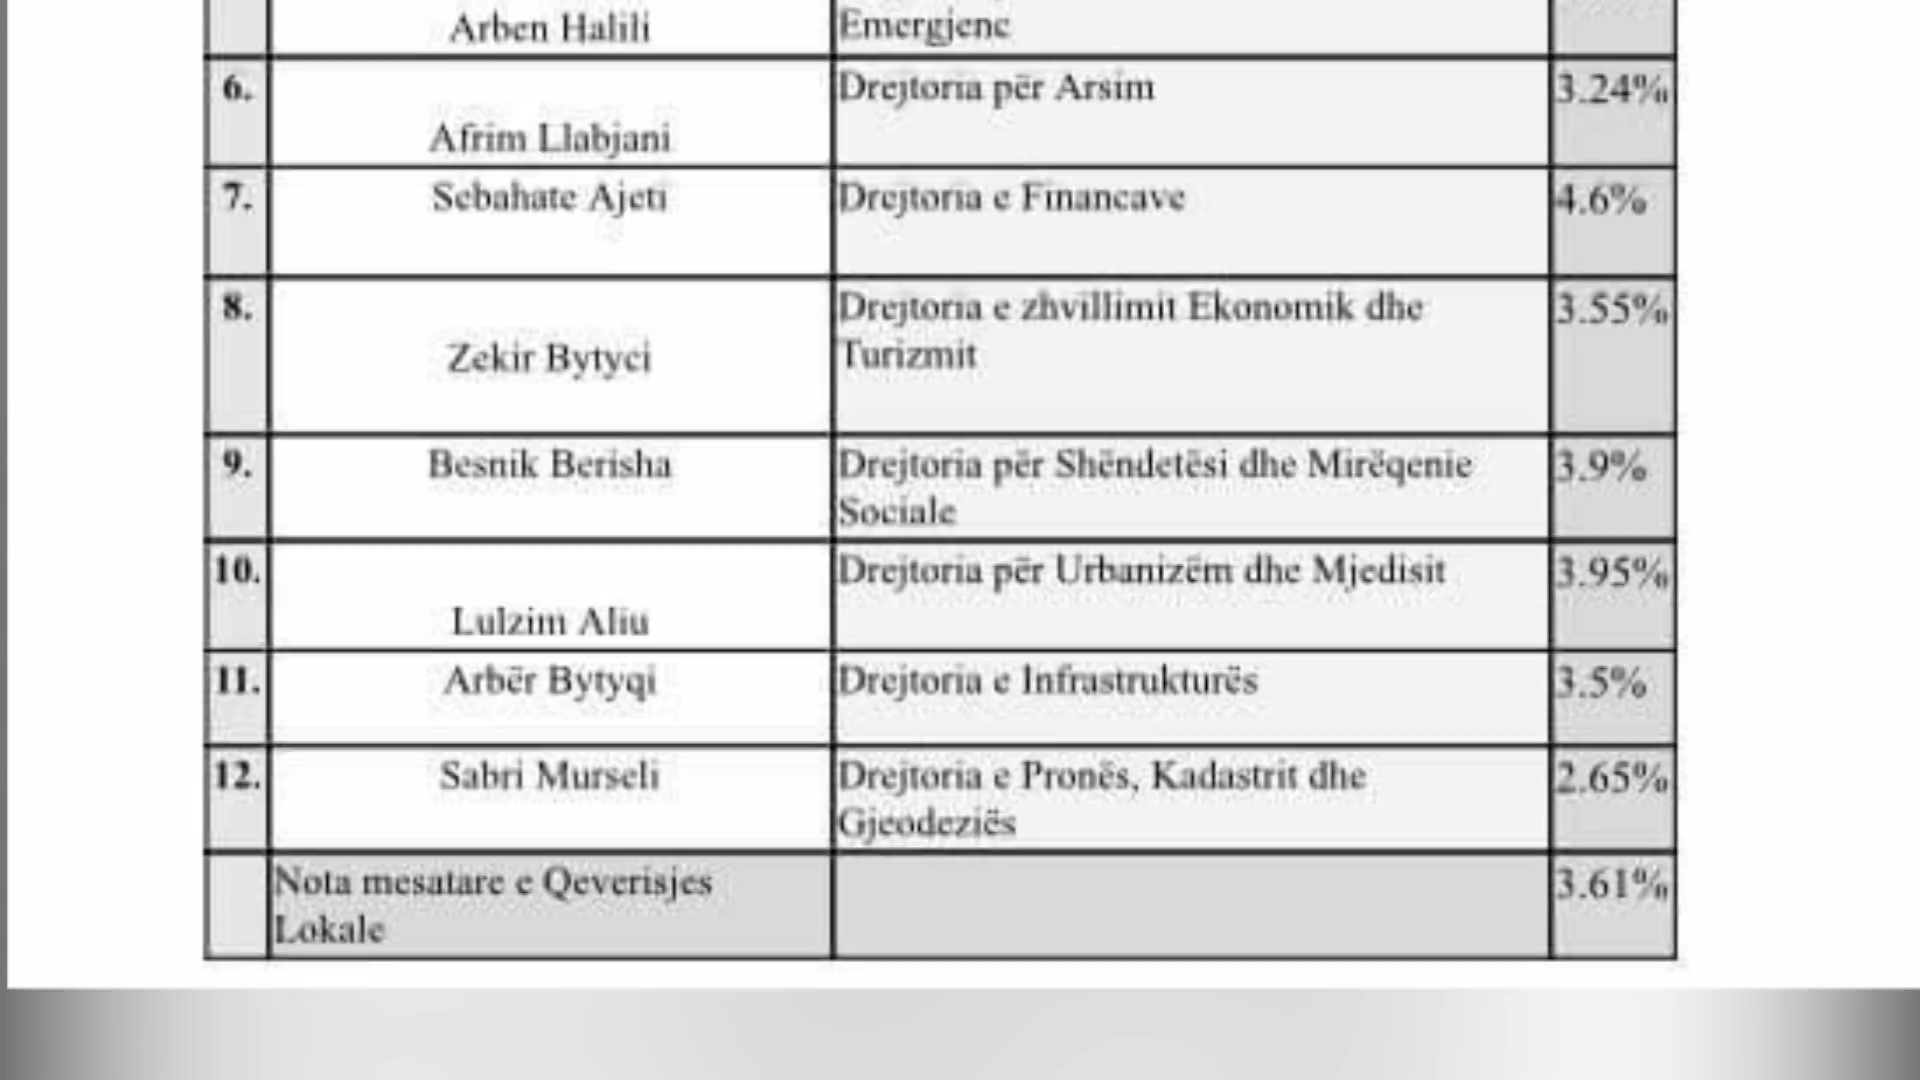 Arben Halili
Emergjenc
6.
Afrim Llabjani
Drejtoria për Arsim
3.24%
7.
Sebahate Ajeti
Drejtoria e Financave
4.6%
8.
Zekir Bytyci
Drejtoria e zhvillimit Ekonomik dhe
Turizmit
3.55%
9.
Besnik Berisha
Drejtoria për Shëndetësi dhe Mirëqenie
Sociale
3.9%
10.
Lulzim Aliu
Drejtoria për Urbanizëm dhe Mjedisit
3.95%
11.
Arbër Bytyqi
Drejtoria e Infrastrukturës
3.5%
12.
Sabri Murseli
Drejtoria e Pronës, Kadastrit dhe
Gjeodeziës
2.65%
Nota mesatare e Qeverisjes
Lokale
3.61%